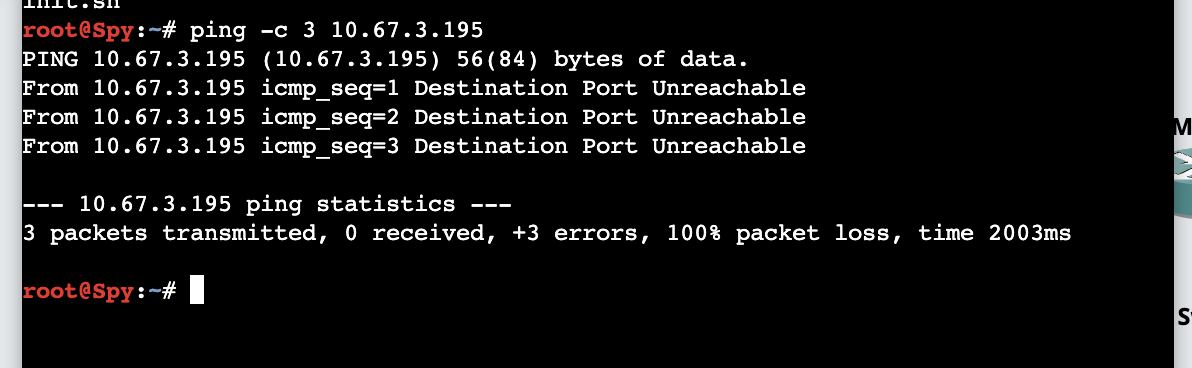 init.sh
root@Spy:~# ping -c 3 10.67.3.195
PING 10.67.3.195 (10.67.3.195) 56(84) bytes of data.
From 10.67.3.195 icmp_seq=1 Destination Port Unreachable
From 10.67.3.195 icmp_seq=2 Destination Port Unreachable
From 10.67.3.195 icmp_seq=3 Destination Port Unreachable
--- 10.67.3.195 ping statistics ---
3 packets transmitted, 0 received, +3 errors, 100% packet loss, time 2003ms
root@Spy:~#